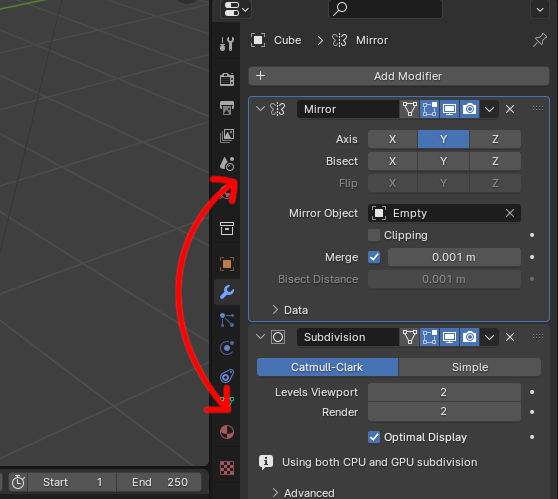 Cube > Mirror
+ Add Modifier
Mirror
Axis X Y Z
Bisect X Y Z
Flip X Y Z
Mirror Object Empty
Clipping
Merge 0.001 m
Bisect Distance 0.001 m
Data
Subdivision
Catmull-Clark Simple
Levels Viewport 2
Render 2
Optimal Display
Using both CPU and GPU subdivision
Start 1 End 250
Advanced